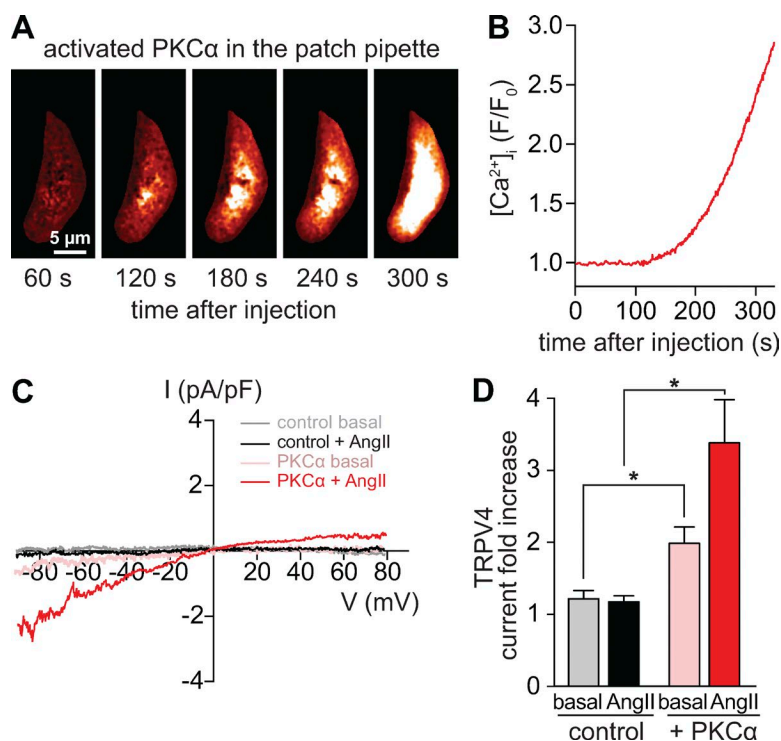 A
activated PKCα in the patch pipette
5 µm
60 s 120 s 180 s 240 s 300 s
time after injection
B
[Ca²⁺]ᵢ (F/F₀)
3.0
2.5
2.0
1.5
1.0
0 100 200 300
time after injection (s)
C
I (pA/pF)
4
2
-2
-4
control basal
control + AngII
PKCα basal
PKCα + AngII
-80 -60 -40 -20 20 40 60 80
V (mV)
D
TRPV4
current fold increase
4
3
2
1
0
*
*
basal AngII basal AngII
control + PKCα